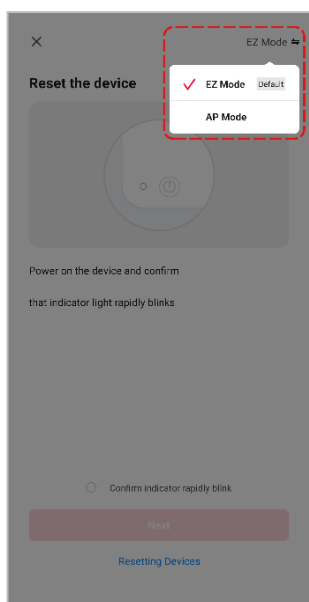 EZ Mode
Reset the device
EZ Mode Default
AP Mode
Power on the device and confirm
that indicator light rapidly blinks
Confirm indicator rapidly blink
Next
Resetting Devices